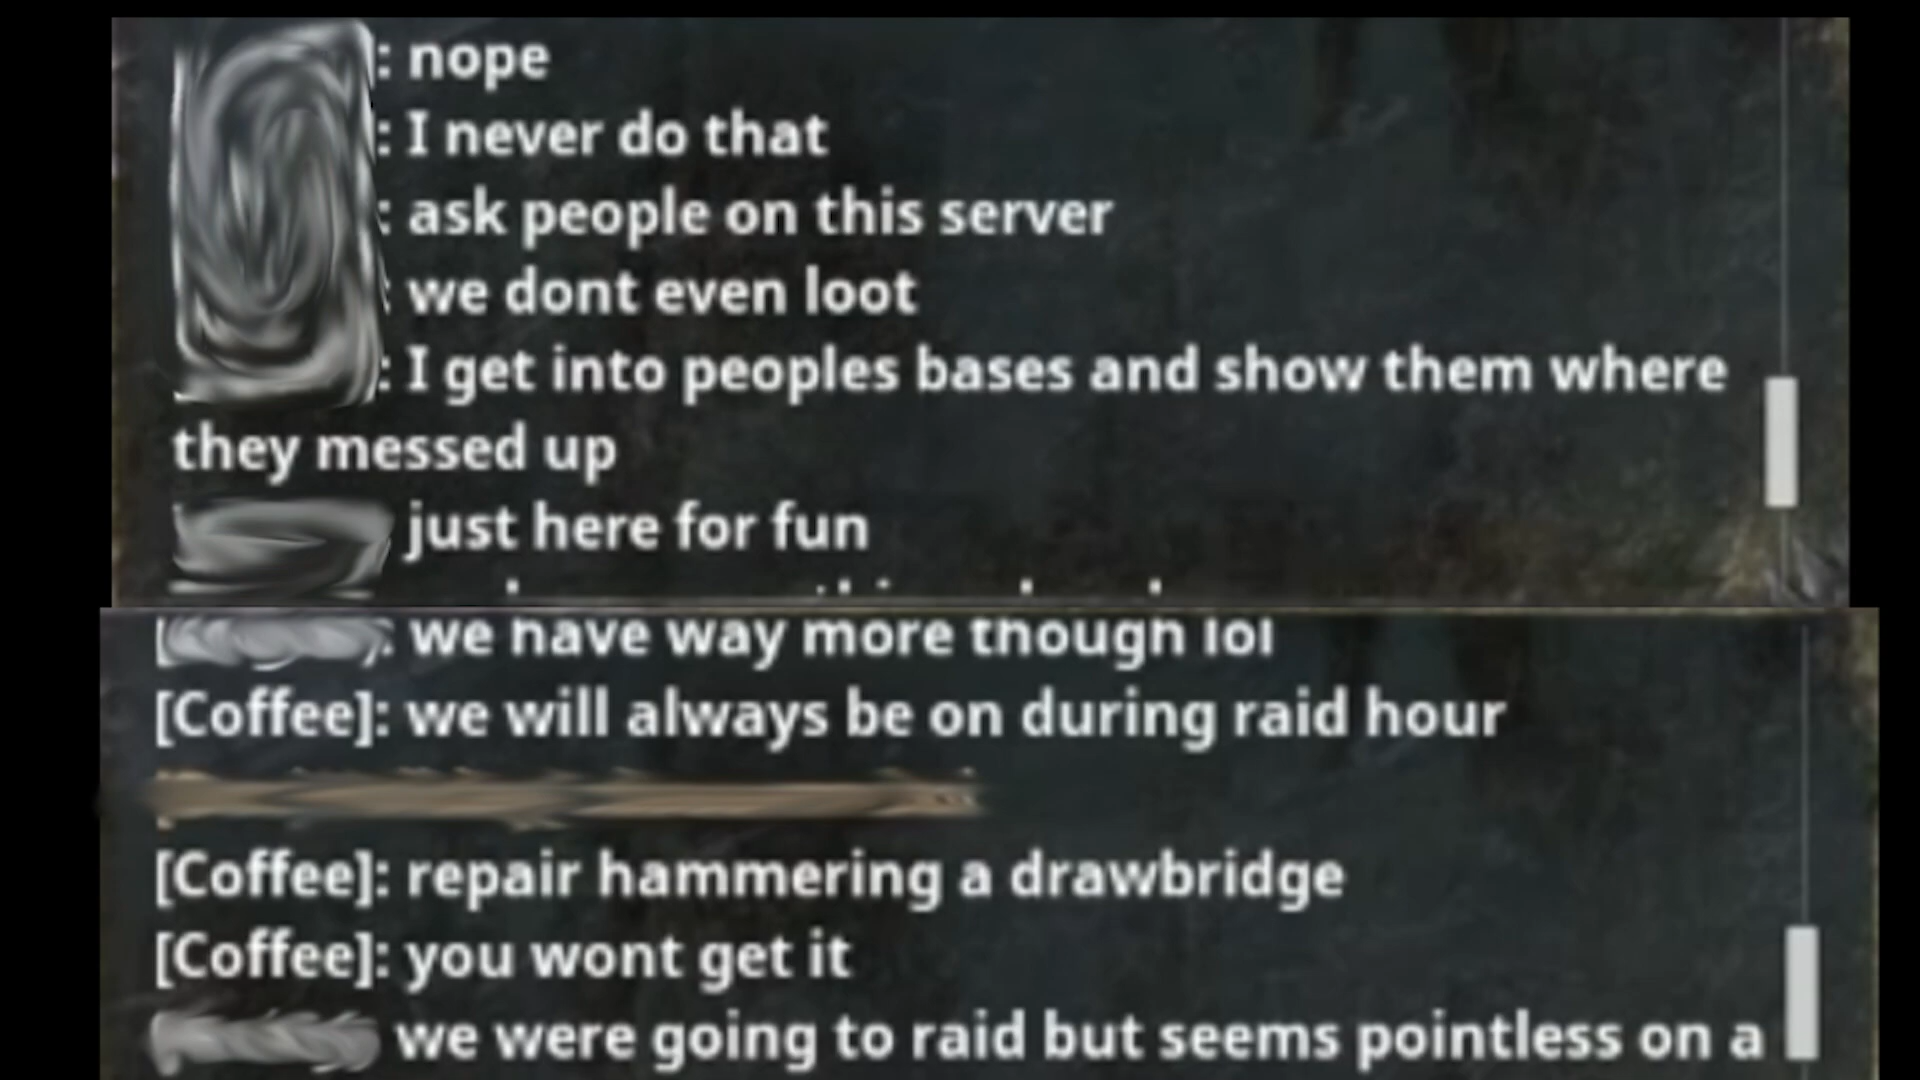 : nope
: I never do that
: ask people on this server
: we dont even loot
: I get into peoples bases and show them where
they messed up
just here for fun
: we have way more though lol
[Coffee]: we will always be on during raid hour
[Coffee]: repair hammering a drawbridge
[Coffee]: you wont get it
we were going to raid but seems pointless on a